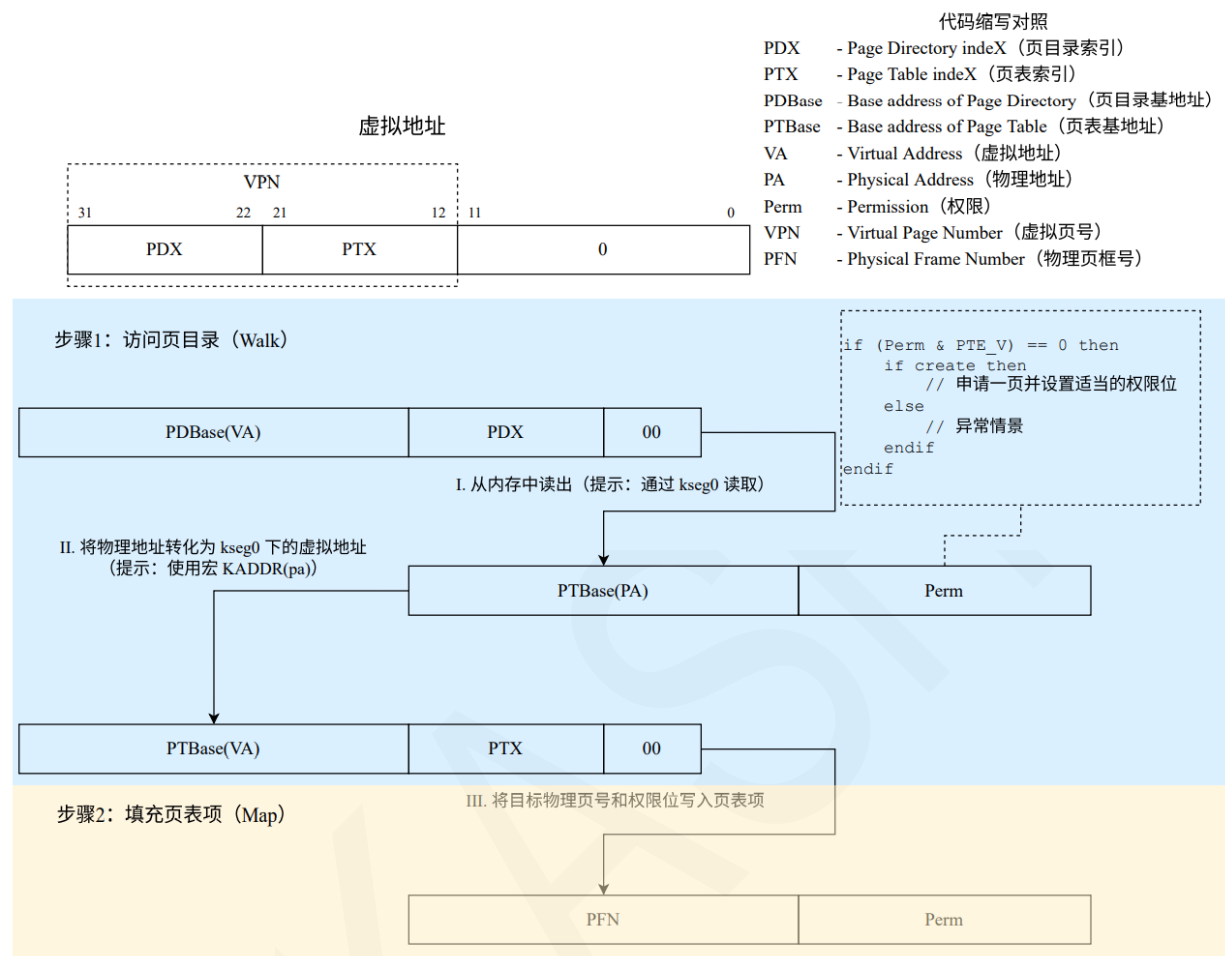 代码缩写对照
PDX - Page Directory indeX（页目录索引）
PTX - Page Table indeX（页表索引）
PDBase - Base address of Page Directory（页目录基地址）
PTBase - Base address of Page Table（页表基地址）
VA - Virtual Address（虚拟地址）
PA - Physical Address（物理地址）
Perm - Permission（权限）
VPN - Virtual Page Number（虚拟页号）
PFN - Physical Frame Number（物理页框号）
虚拟地址
VPN
31 22 21 12 11 0
PDX PTX 0
步骤1：访问页目录（Walk）
if (Perm & PTE_V) == 0 then
if create then
// 申请一页并设置适当的权限位
else
// 异常情景
endif
endif
PDBase(VA) PDX 00
I. 从内存中读出（提示：通过 kseg0 读取）
II. 将物理地址转化为 kseg0 下的虚拟地址
（提示：使用宏 KADDR(pa)）
PTBase(PA) Perm
PTBase(VA) PTX 00
步骤2：填充页表项（Map）
III. 将目标物理页号和权限位写入页表项
PFN Perm